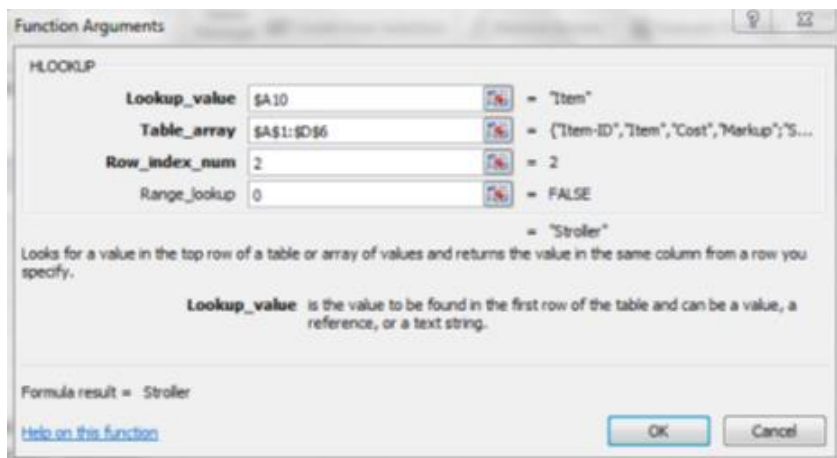 Function Arguments
HLOOKUP
Lookup_value $A10 = "Item"
Table_array $A$1:$D$6 = {"Item-ID","Item","Cost","Markup";"S...
Row_index_num 2 = 2
Range_lookup 0 = FALSE
= "Stroller"
Looks for a value in the top row of a table or array of values and returns the value in the same column from a row you
specify.
Lookup_value is the value to be found in the first row of the table and can be a value, a
reference, or a text string.
Formula result = Stroller
Help on this function OK Cancel